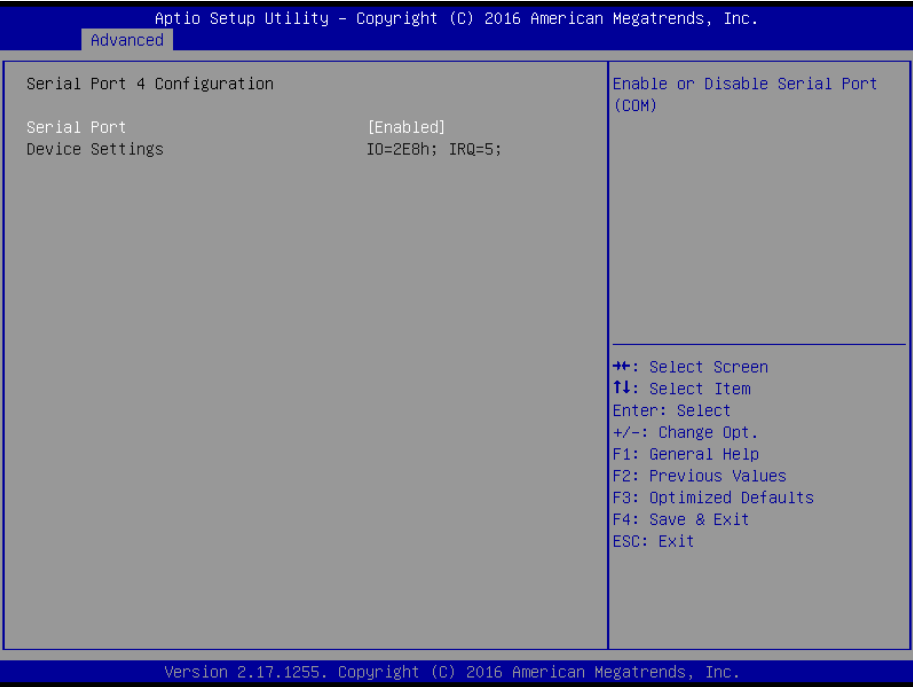 Aptio Setup Utility – Copyright (C) 2016 American Megatrends, Inc.
Advanced
Serial Port 4 Configuration
Serial Port [Enabled]
Device Settings IO=2E8h; IRQ=5;
Enable or Disable Serial Port
(COM)
→←: Select Screen
↑↓: Select Item
Enter: Select
+/-: Change Opt.
F1: General Help
F2: Previous Values
F3: Optimized Defaults
F4: Save & Exit
ESC: Exit
Version 2.17.1255. Copyright (C) 2016 American Megatrends, Inc.